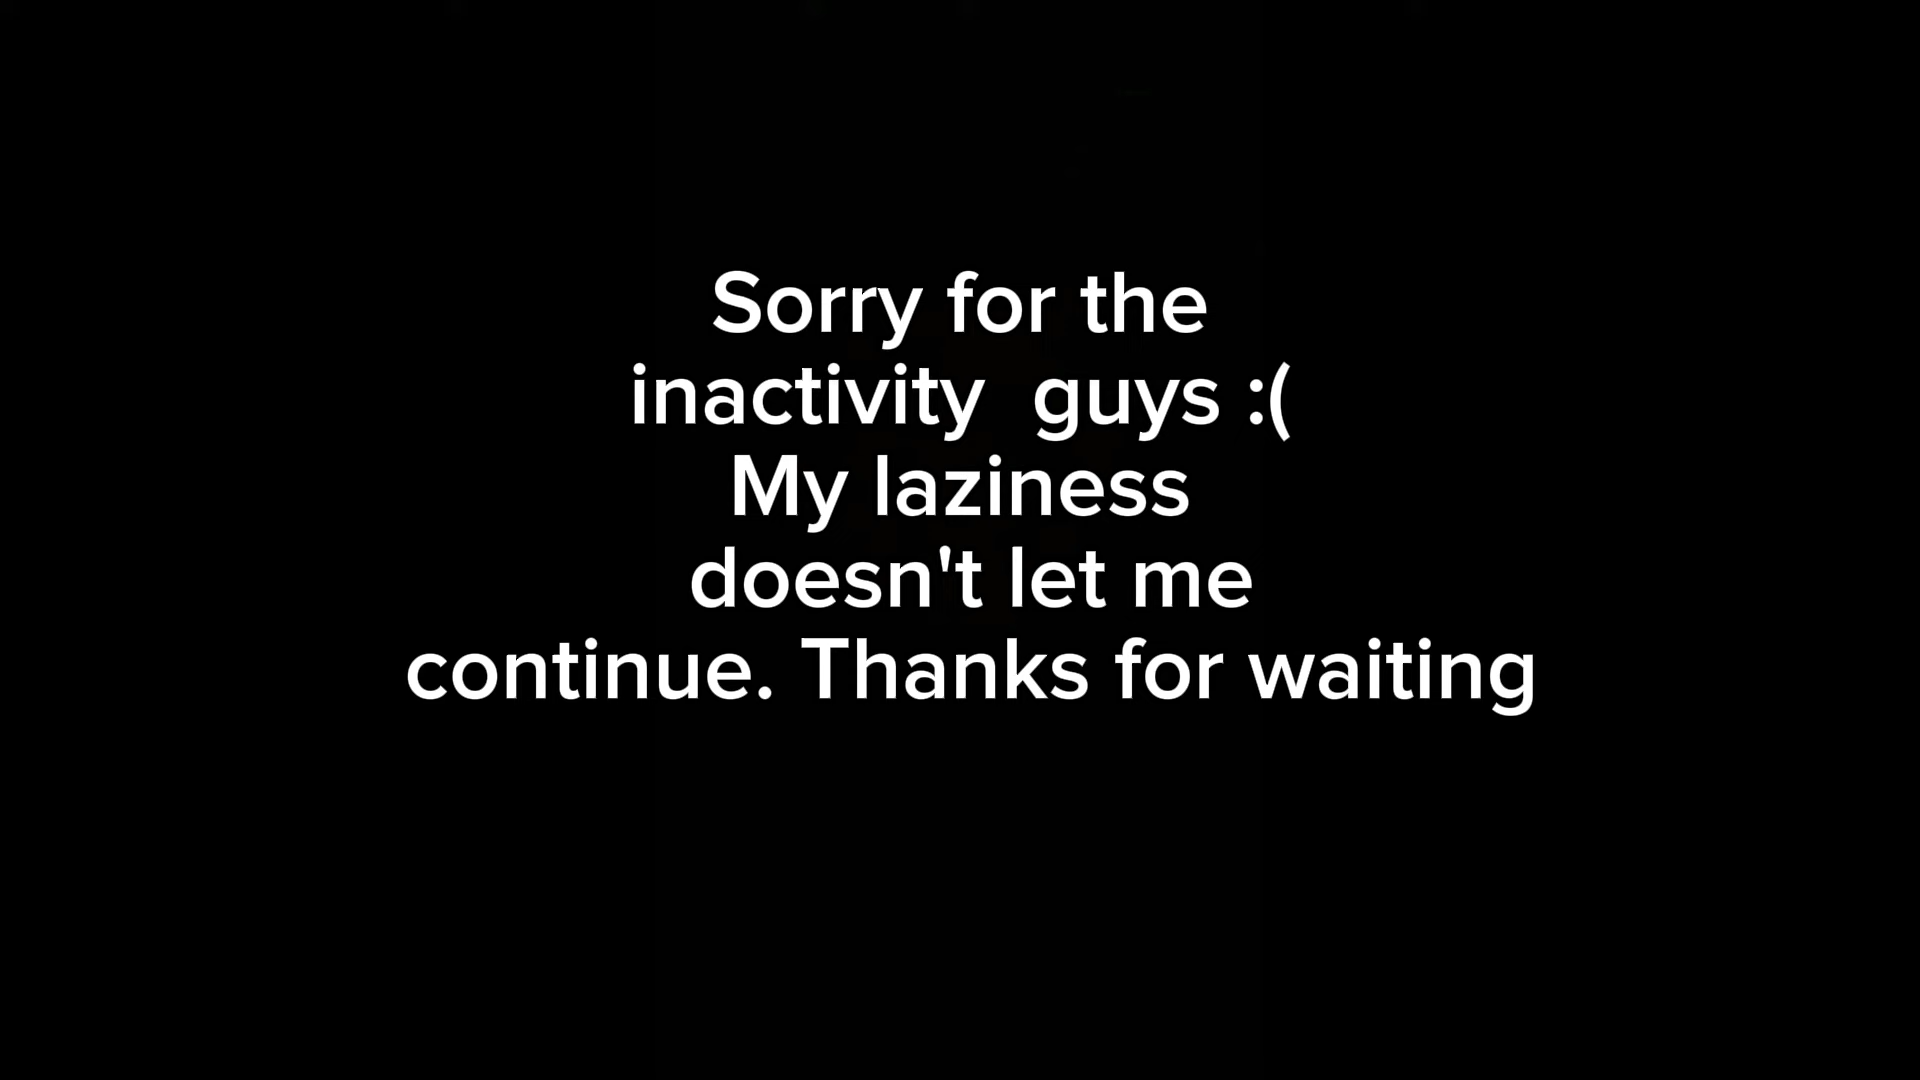 Sorry for the
inactivity  guys :(
My laziness
doesn't let me
continue. Thanks for waiting